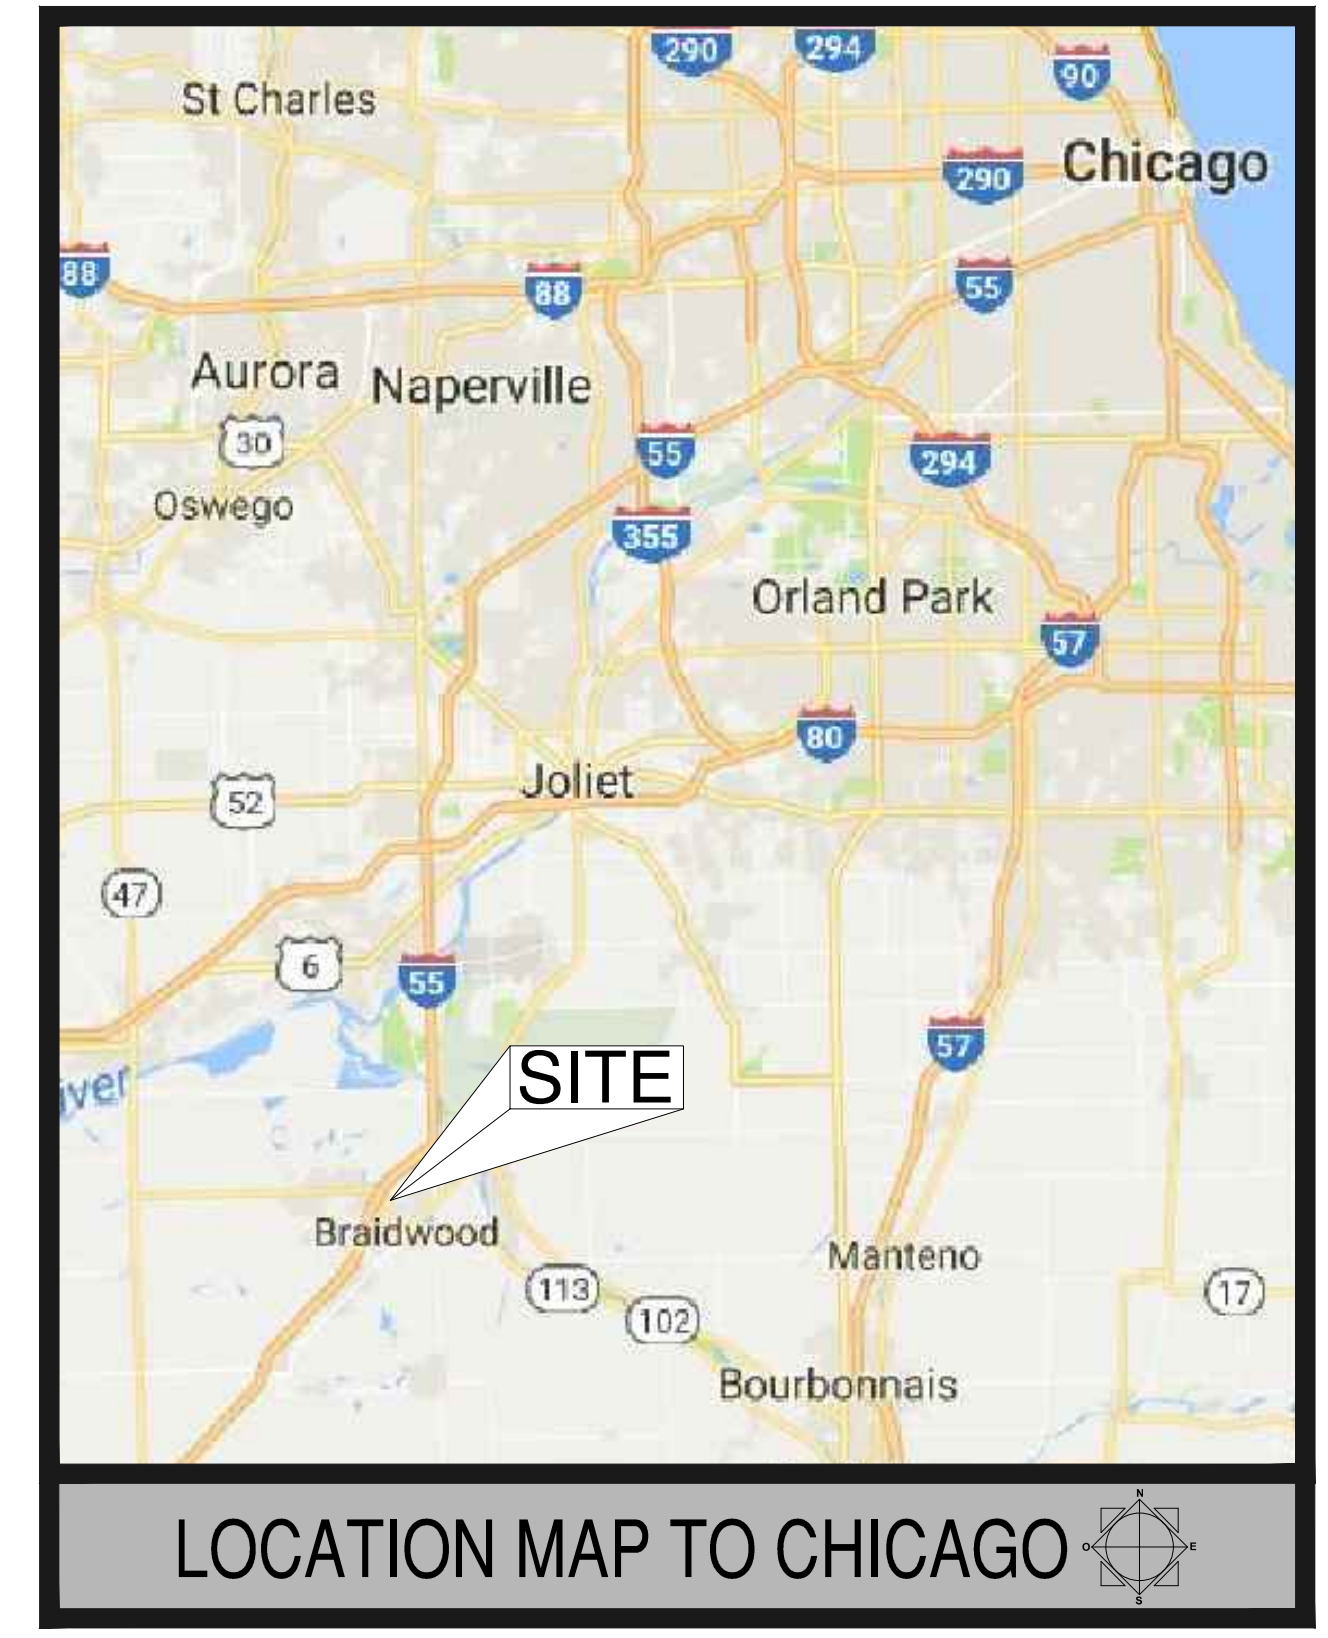 290
294
90
St Charles
Chicago
290
88
88
55
Aurora
Naperville
30
55
294
Oswego
355
Orland Park
57
80
Joliet
52
47
6
55
57
SITE
iver
Braidwood
Manteno
113
102
17
Bourbonnais
LOCATION MAP TO CHICAGO
N
O
E
S